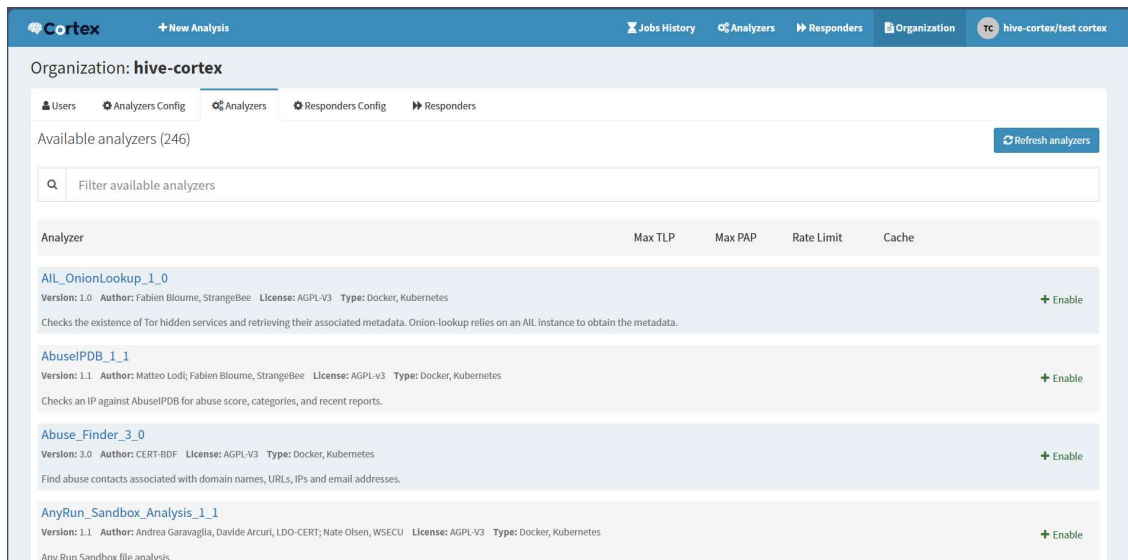 Cortex
New Analysis
Jobs History
Analyzers
Responders
Organization
TC hive-cortex/test cortex
Organization: hive-cortex
Users
Analyzers Config
Analyzers
Responders Config
Responders
Available analyzers (246)
Refresh analyzers
Filter available analyzers
Analyzer Max TLP Max PAP Rate Limit Cache
AIL_OnionLookup_1_0
Version: 1.0 Author: Fabien Bloume, StrangeBee License: AGPL-V3 Type: Docker, Kubernetes
+ Enable
Checks the existence of Tor hidden services and retrieving their associated metadata. Onion-lookup relies on an AIL instance to obtain the metadata.
AbuseIPDB_1_1
Version: 1.1 Author: Matteo Lodi; Fabien Bloume, StrangeBee License: AGPL-v3 Type: Docker, Kubernetes
+ Enable
Checks an IP against AbuseIPDB for abuse score, categories, and recent reports.
Abuse_Finder_3_0
Version: 3.0 Author: CERT-BDF License: AGPL-V3 Type: Docker, Kubernetes
+ Enable
Find abuse contacts associated with domain names, URLs, IPs and email addresses.
AnyRun_Sandbox_Analysis_1_1
Version: 1.1 Author: Andrea Garavaglia, Davide Arcuri, LDO-CERT; Nate Olsen, WSECU License: AGPL-V3 Type: Docker, Kubernetes
+ Enable
Any.Run Sandbox file analysis